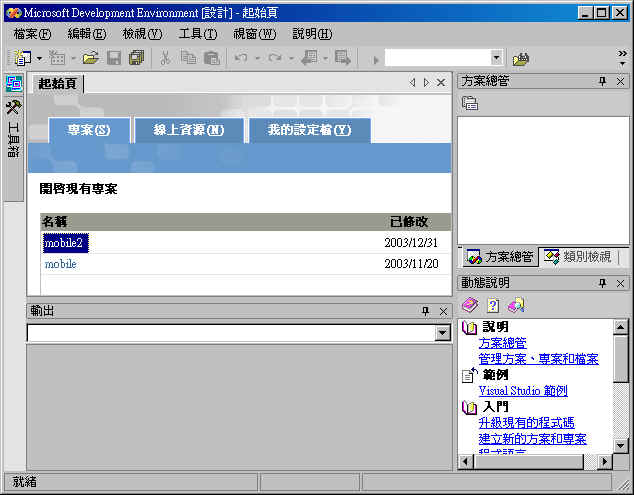 Microsoft Development Environment [設計] - 起始頁
檔案(F) 編輯(E) 檢視(V) 工具(T) 視窗(W) 說明(H)
起始頁
方案總管
工具箱
專案(S) 線上資源(N) 我的設定檔(Y)
開啓現有專案
名稱 已修改
mobile2 2003/12/31
mobile 2003/11/20
方案總管 類別檢視
輸出
動態說明
說明
方案總管
管理方案、專案和檔案
範例
Visual Studio 範例
入門
升級現有的程式碼
建立新的方案和專案
程式語言
就緒